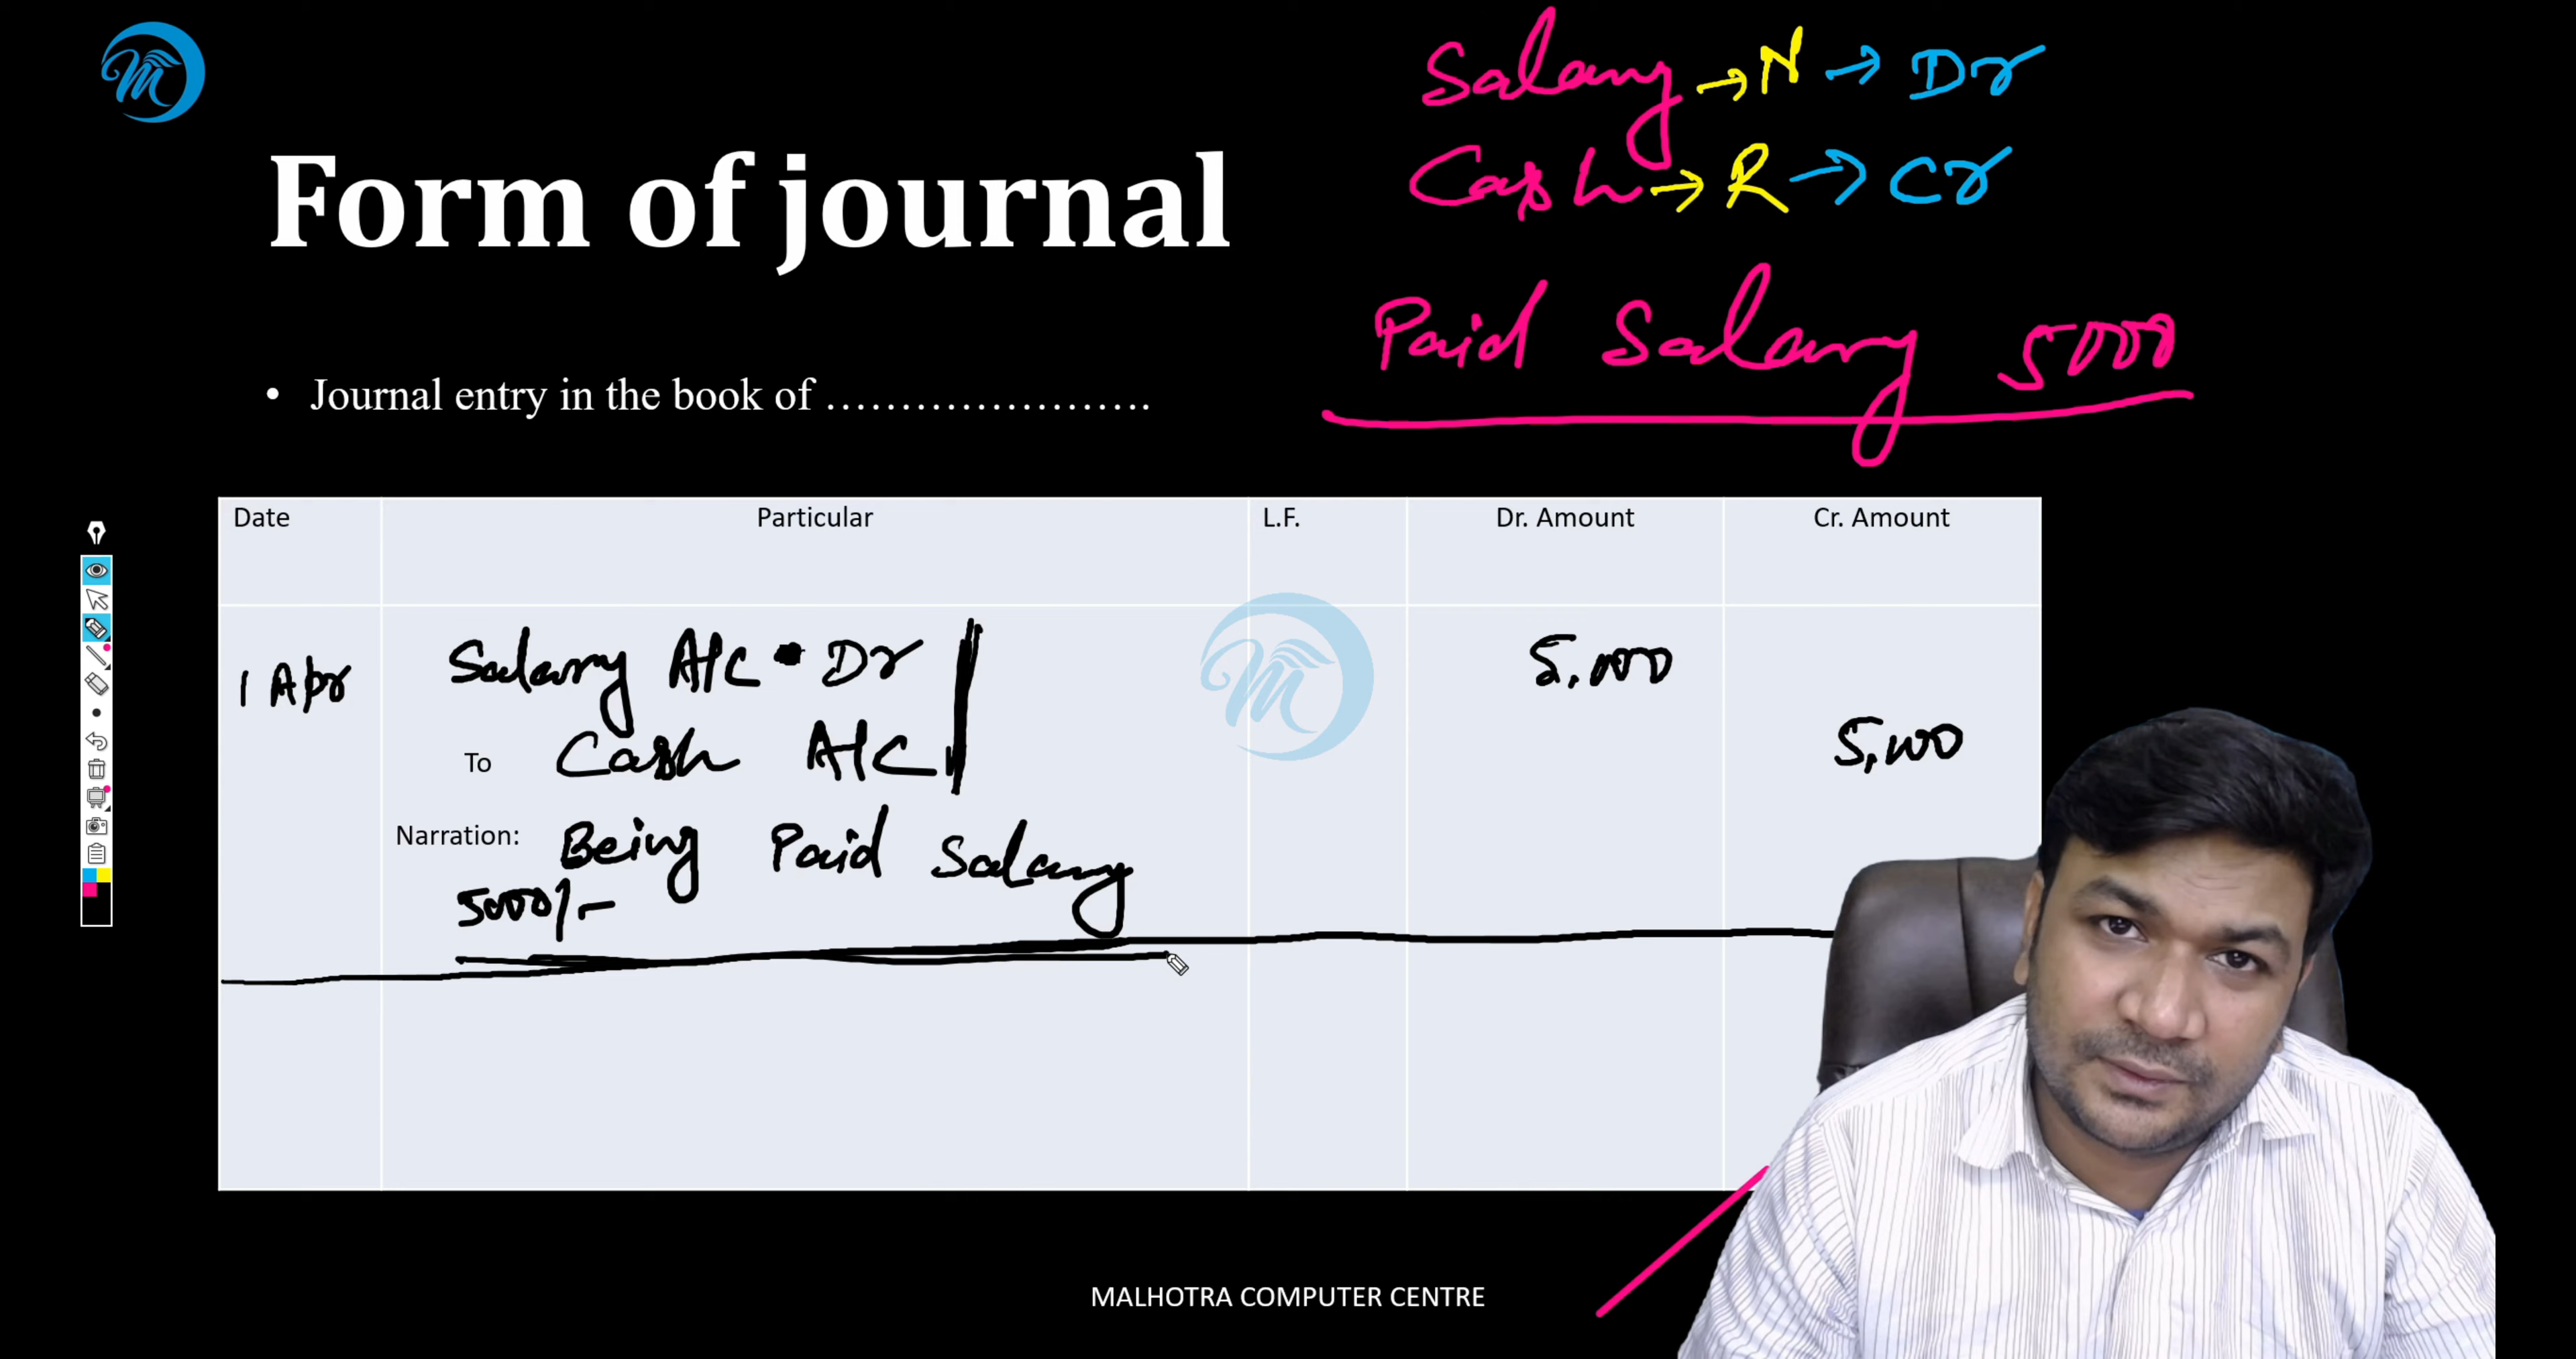 Salary → N → Dr
Cash → R → Cr
Form of journal
Paid Salary 5000
• Journal entry in the book of ........................
Date Particular L.F. Dr. Amount Cr. Amount
1 Apr Salary A/C Dr 5,000
To Cash A/C 5,000
Narration: Being Paid Salary
5000/-
MALHOTRA COMPUTER CENTRE